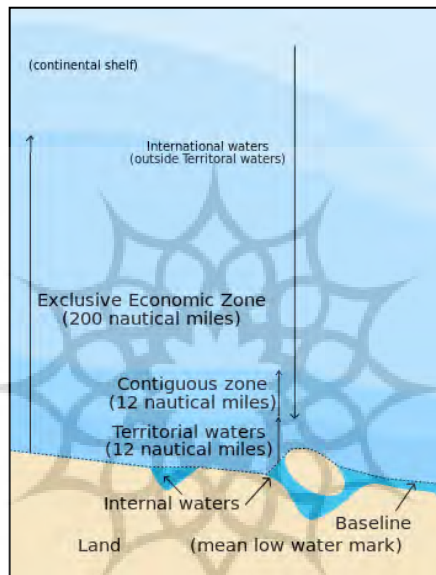 (continental shelf)
International waters
(outside Territoral waters)
Exclusive Economic Zone
(200 nautical miles)
Contiguous zone
(12 nautical miles)
Territorial waters
(12 nautical miles)
Internal waters
Baseline
Land
(mean low water mark)